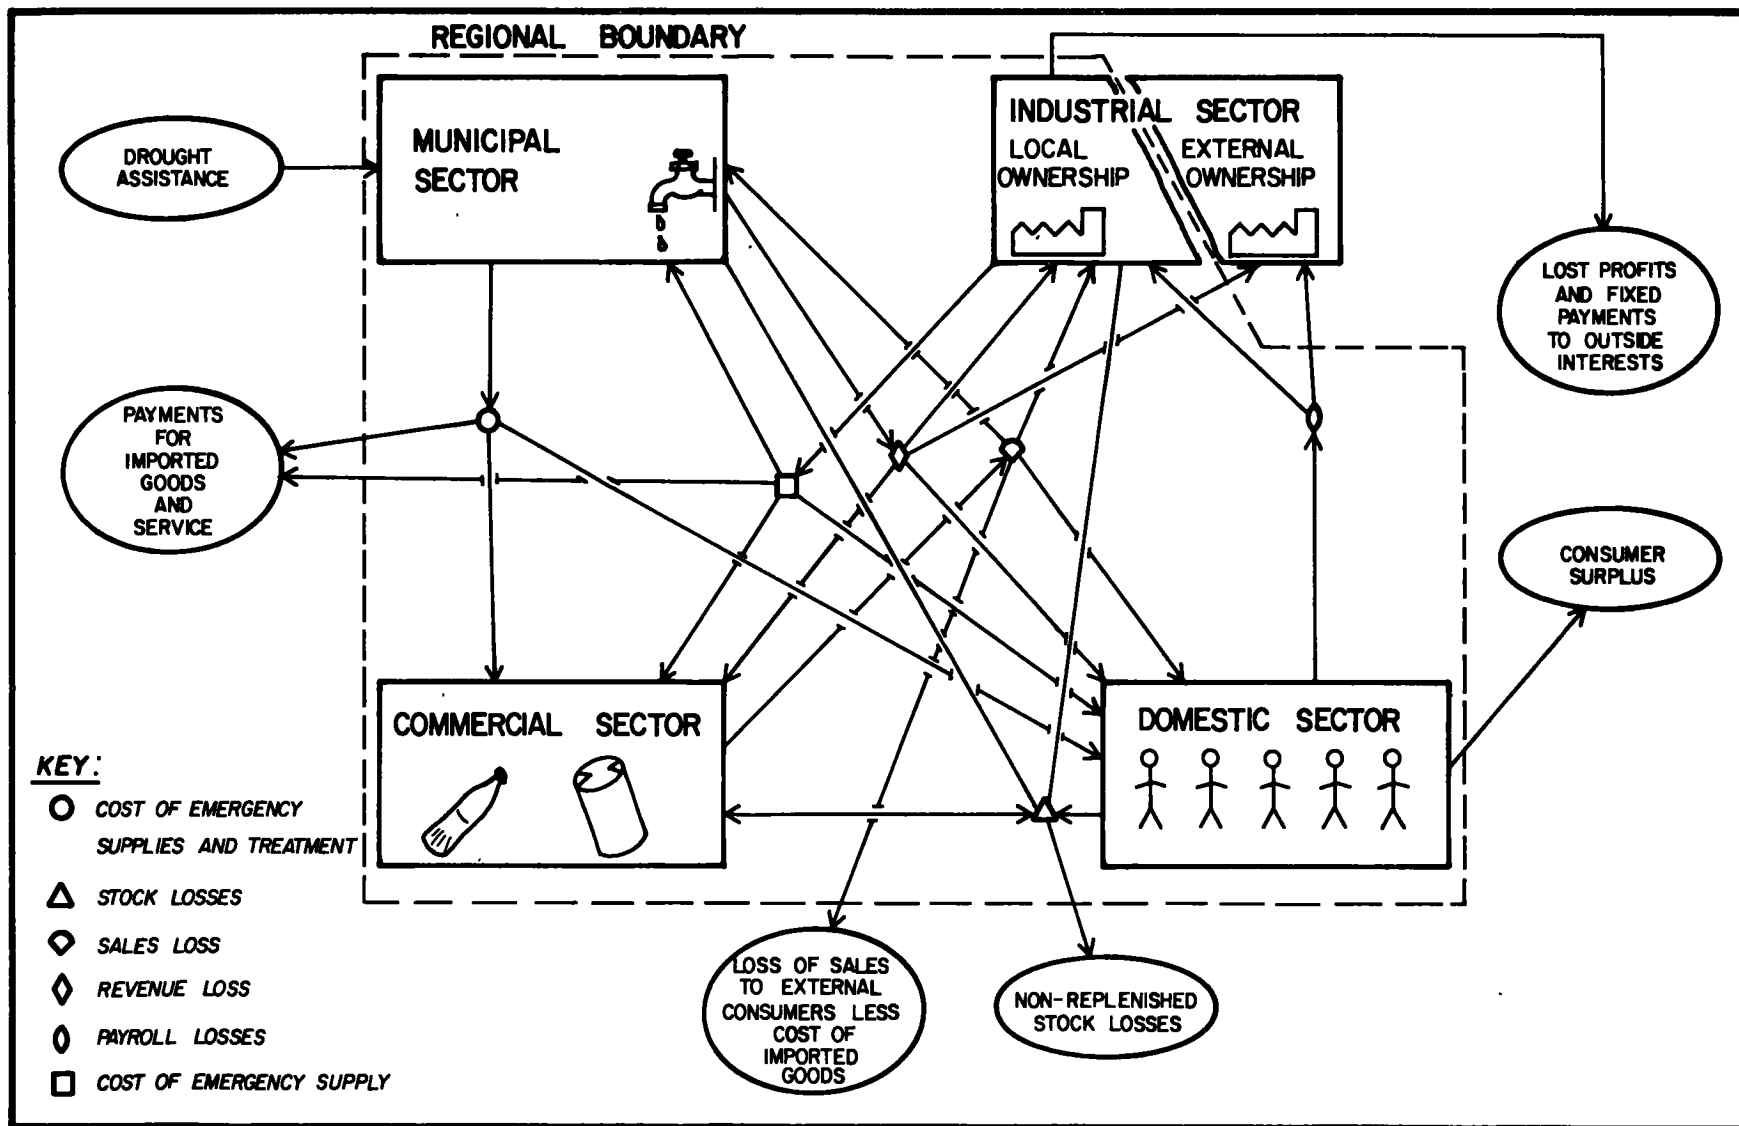 REGIONAL BOUNDARY
DROUGHT
ASSISTANCE
MUNICIPAL
SECTOR
INDUSTRIAL SECTOR
LOCAL
OWNERSHIP
EXTERNAL
OWNERSHIP
LOST PROFITS
AND FIXED
PAYMENTS
TO OUTSIDE
INTERESTS
PAYMENTS
FOR
IMPORTED
GOODS
AND
SERVICE
CONSUMER
SURPLUS
COMMERCIAL SECTOR
DOMESTIC SECTOR
LOSS OF SALES
TO EXTERNAL
CONSUMERS LESS
COST OF
IMPORTED
GOODS
NON-REPLENISHED
STOCK LOSSES
KEY:
COST OF EMERGENCY
SUPPLIES AND TREATMENT
STOCK LOSSES
SALES LOSS
REVENUE LOSS
PAYROLL LOSSES
COST OF EMERGENCY SUPPLY